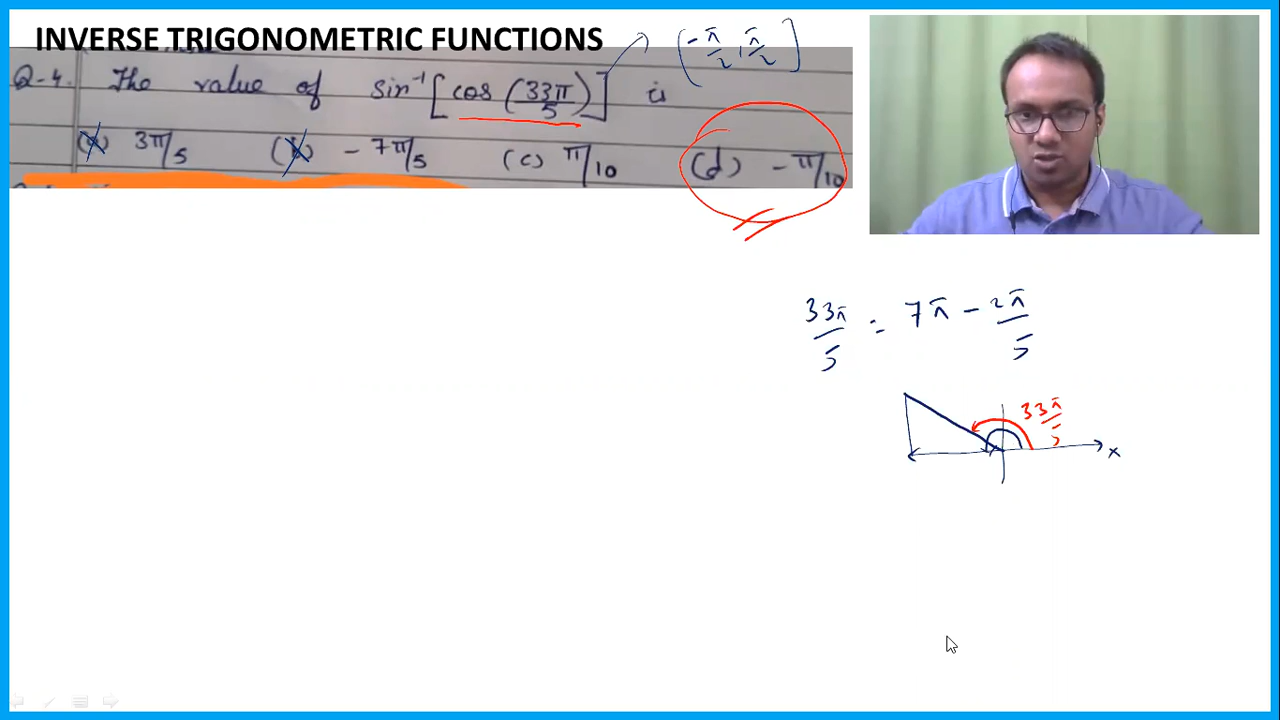 INVERSE TRIGONOMETRIC FUNCTIONS
[-π/2, π/2]
Q-4. The value of sin⁻¹[cos(33π/5)] is
(a) 3π/5 (b) -7π/5 (c) π/10 (d) -π/10
33π/5 = 7π - 2π/5
33π/5
x